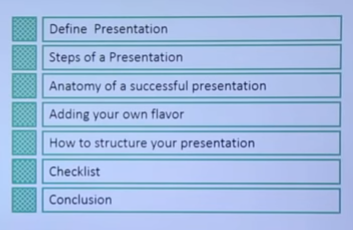 Define Presentation
Steps of a Presentation
Anatomy of a successful presentation
Adding your own flavor
How to structure your presentation
Checklist
Conclusion